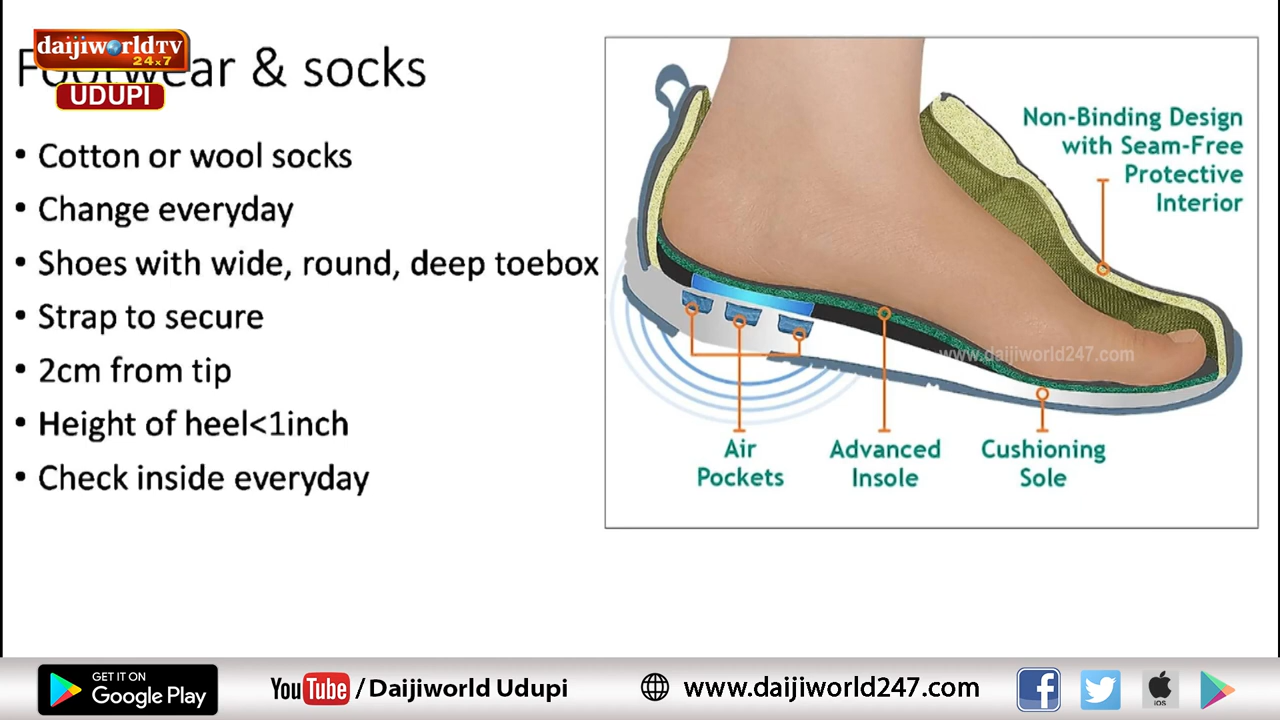 daijiworldTV
24x7
UDUPI
Footwear & socks
• Cotton or wool socks
• Change everyday
• Shoes with wide, round, deep toebox
• Strap to secure
• 2cm from tip
• Height of heel<1inch
• Check inside everyday
Non-Binding Design
with Seam-Free
Protective
Interior
www.daijiworld247.com
Air
Pockets
Advanced
Insole
Cushioning
Sole
GET IT ON
Google Play
YouTube /Daijiworld Udupi
www.daijiworld247.com
iOS